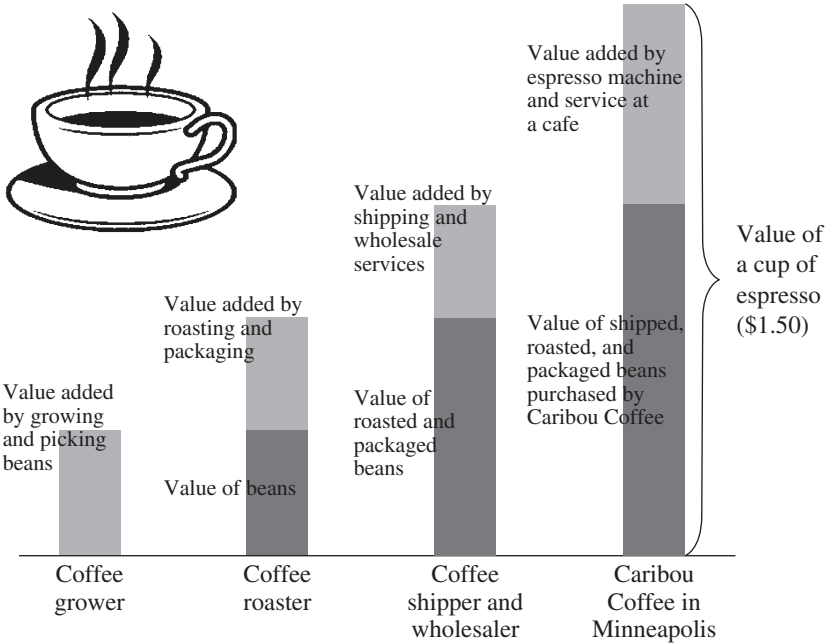 Value added by
espresso machine
and service at
a cafe
Value added by
shipping and
wholesale
services
Value of
a cup of
espresso
($1.50)
Value added by
roasting and
packaging
Value of shipped,
roasted, and
packaged beans
purchased by
Caribou Coffee
Value added
by growing
and picking
beans
Value of
roasted and
packaged
beans
Value of beans
Coffee
grower
Coffee
roaster
Coffee
shipper and
wholesaler
Caribou
Coffee in
Minneapolis